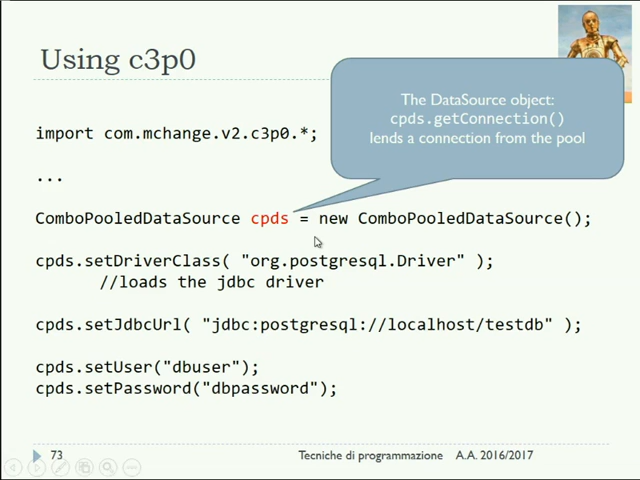 Using c3p0
The DataSource object:
cpds.getConnection()
lends a connection from the pool
import com.mchange.v2.c3p0.*;
...
ComboPooledDataSource cpds = new ComboPooledDataSource();
cpds.setDriverClass( "org.postgresql.Driver" );
//loads the jdbc driver
cpds.setJdbcUrl( "jdbc:postgresql://localhost/testdb" );
cpds.setUser("dbuser");
cpds.setPassword("dbpassword");
73 Tecniche di programmazione A.A. 2016/2017